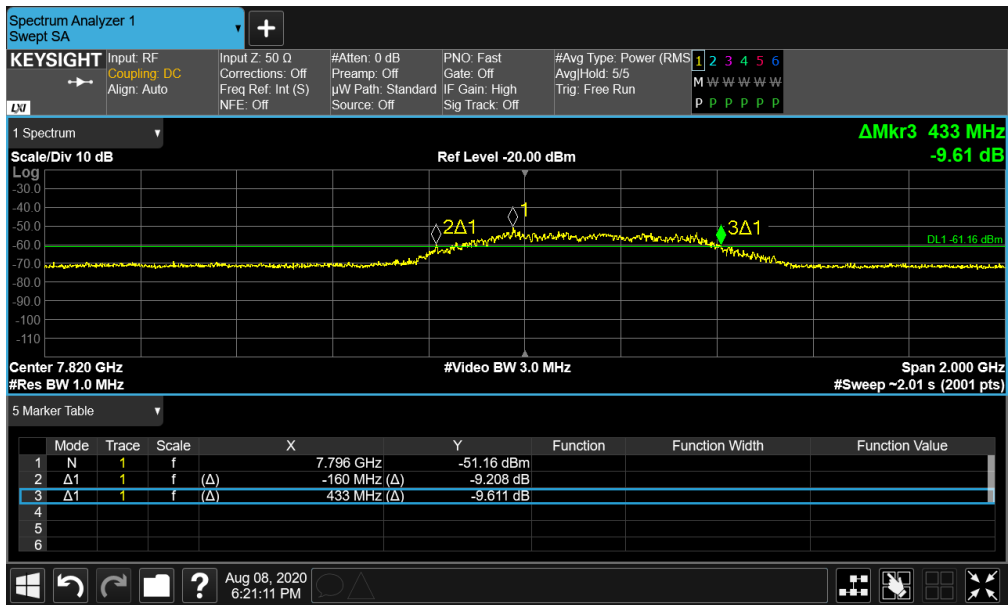 Spectrum Analyzer 1
Swept SA
+
KEYSIGHT
LXI
Input: RF
Coupling: DC
Align: Auto
Input Z: 50 Ω
Corrections: Off
Freq Ref: Int (S)
NFE: Off
#Atten: 0 dB
Preamp: Off
µW Path: Standard
Source: Off
PNO: Fast
Gate: Off
IF Gain: High
Sig Track: Off
#Avg Type: Power (RMS
Avg|Hold: 5/5
Trig: Free Run
1 2 3 4 5 6
M W W W W W
P P P P P P
1 Spectrum
ΔMkr3 433 MHz
Scale/Div 10 dB
Ref Level -20.00 dBm
-9.61 dB
Log
-30.0
-40.0
-50.0
-60.0
-70.0
-80.0
-90.0
-100
-110
2Δ1
1
3Δ1
DL1 -61.16 dBm
Center 7.820 GHz
#Video BW 3.0 MHz
Span 2.000 GHz
#Res BW 1.0 MHz
#Sweep ~2.01 s (2001 pts)
5 Marker Table
Mode Trace Scale X Y Function Function Width Function Value
1 N 1 f 7.796 GHz -51.16 dBm
2 Δ1 1 f (Δ) -160 MHz (Δ) -9.208 dB
3 Δ1 1 f (Δ) 433 MHz (Δ) -9.611 dB
4
5
6
?
Aug 08, 2020
6:21:11 PM